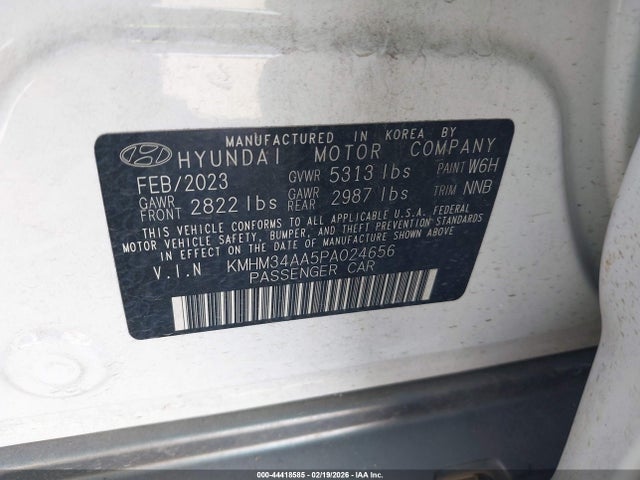 MANUFACTURED IN KOREA BY
HYUNDAI MOTOR COMPANY
FEB/2023 GVWR 5313 lbs PAINT W6H
GAWR FRONT 2822 lbs GAWR REAR 2987 lbs TRIM NNB
THIS VEHICLE CONFORMS TO ALL APPLICABLE U.S.A. FEDERAL
MOTOR VEHICLE SAFETY, BUMPER, AND THEFT PREVENTION STANDARDS
IN EFFECT ON THE DATE OF MANUFACTURE SHOWN ABOVE.
V.I.N KMHM34AA5PA024656
PASSENGER CAR
000-44418585 - 02/19/2026 - IAA Inc.